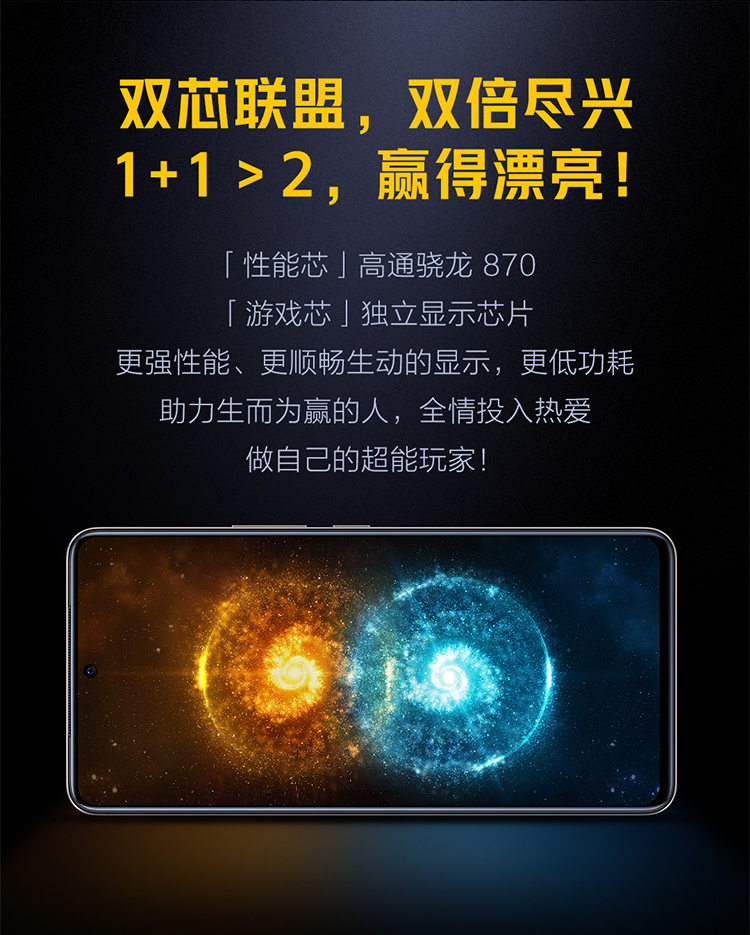 双芯联盟，双倍尽兴
1+1＞2，赢得漂亮！
「性能芯」高通骁龙 870
「游戏芯」独立显示芯片
更强性能、更顺畅生动的显示，更低功耗
助力生而为赢的人，全情投入热爱
做自己的超能玩家！